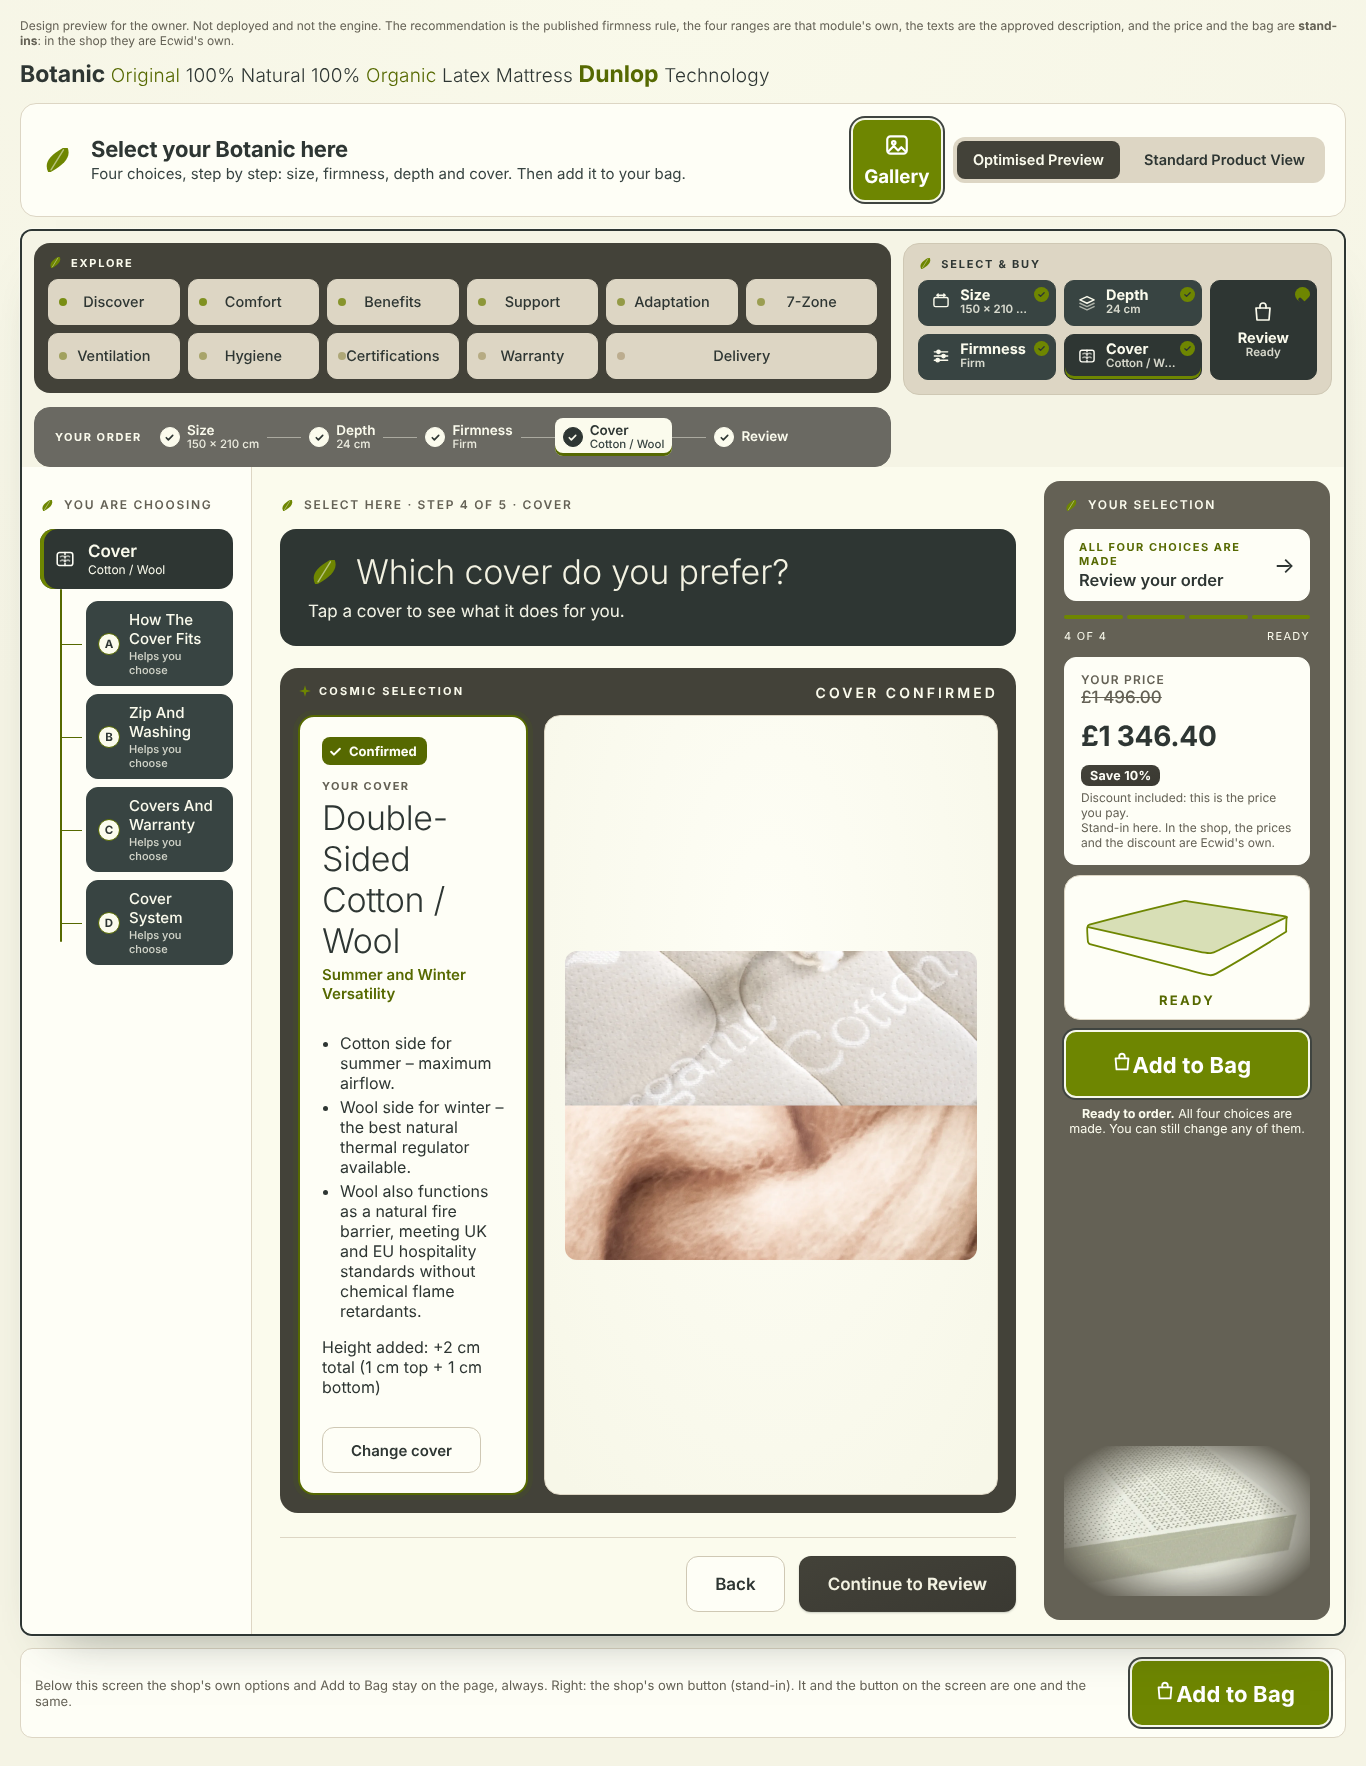 Design preview for the owner. Not deployed and not the engine. The recommendation is the published firmness rule, the four ranges are that module's own, the texts are the approved description, and the price and the bag are stand-
ins: in the shop they are Ecwid's own.
Botanic Original 100% Natural 100% Organic Latex Mattress Dunlop Technology
Select your Botanic here
Four choices, step by step: size, firmness, depth and cover. Then add it to your bag.
Gallery
Optimised Preview
Standard Product View
EXPLORE
Discover
Comfort
Benefits
Support
Adaptation
7-Zone
Ventilation
Hygiene
Certifications
Warranty
Delivery
SELECT & BUY
Size
150 × 210 ...
Depth
24 cm
Firmness
Firm
Cover
Cotton / W...
Review
Ready
YOUR ORDER
Size
150 × 210 cm
Depth
24 cm
Firmness
Firm
Cover
Cotton / Wool
Review
YOU ARE CHOOSING
Cover
Cotton / Wool
A
How The
Cover Fits
Helps you
choose
B
Zip And
Washing
Helps you
choose
C
Covers And
Warranty
Helps you
choose
D
Cover
System
Helps you
choose
SELECT HERE · STEP 4 OF 5 · COVER
Which cover do you prefer?
Tap a cover to see what it does for you.
COSMIC SELECTION
COVER CONFIRMED
Confirmed
YOUR COVER
Double-
Sided
Cotton /
Wool
Summer and Winter
Versatility
• Cotton side for
summer – maximum
airflow.
• Wool side for winter –
the best natural
thermal regulator
available.
• Wool also functions
as a natural fire
barrier, meeting UK
and EU hospitality
standards without
chemical flame
retardants.
Height added: +2 cm
total (1 cm top + 1 cm
bottom)
Change cover
Organic
Cotton
Back
Continue to Review
YOUR SELECTION
ALL FOUR CHOICES ARE
MADE
Review your order
4 OF 4
READY
YOUR PRICE
£1 496.00
£1 346.40
Save 10%
Discount included: this is the price
you pay.
Stand-in here. In the shop, the prices
and the discount are Ecwid's own.
READY
Add to Bag
Ready to order. All four choices are
made. You can still change any of them.
Below this screen the shop's own options and Add to Bag stay on the page, always. Right: the shop's own button (stand-in). It and the button on the screen are one and the
same.
Add to Bag